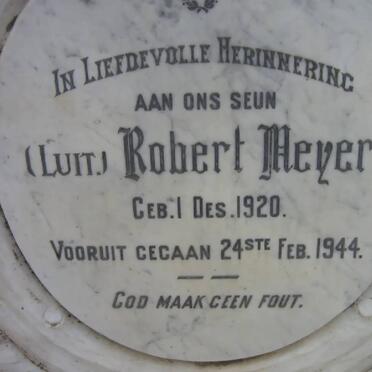 In Liefdevolle Herinnering
aan ons seun
(Luit.) Robert Meyer
Geb. 1 Des. 1920.
Vooruit gegaan 24ste Feb. 1944.
God maak geen fout.